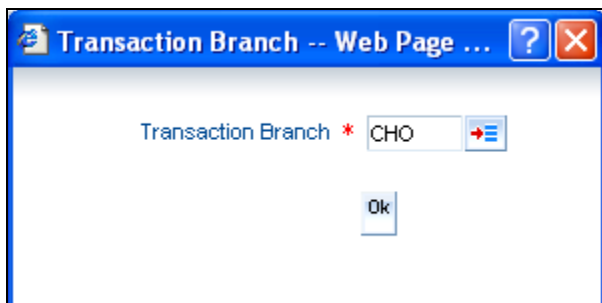 Transaction Branch -- Web Page ...
Transaction Branch * CHO
Ok